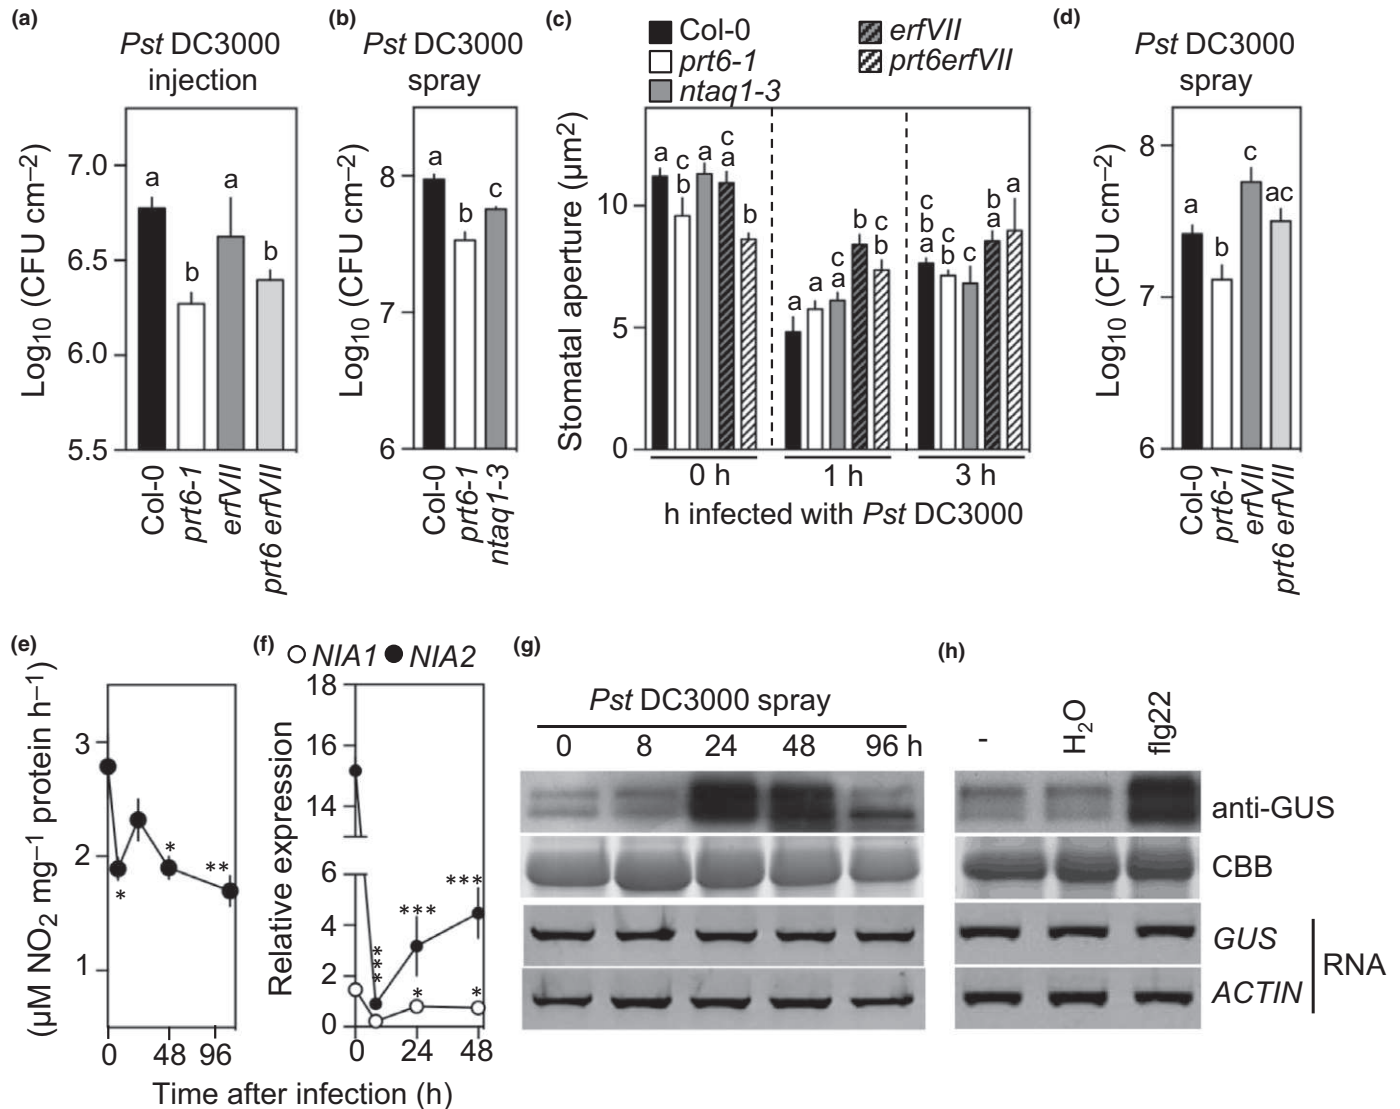 (a)
Pst DC3000
injection
Log10 (CFU cm–2)
7.0
6.5
6.0
5.5
a
b
a
b
Col-0
prt6-1
erfVII
prt6 erfVII
(b)
Pst DC3000
spray
Log10 (CFU cm–2)
8
7
6
a
b
c
Col-0
prt6-1
ntaq1-3
(c)
Col-0
prt6-1
ntaq1-3
erfVII
prt6erfVII
Stomatal aperture (µm2)
10
5
0
a
c
b
a
c
a
b
a
a
c
a
c
b
c
b
c
b
a
c
b
c
b
a
a
0 h
1 h
3 h
h infected with Pst DC3000
(d)
Pst DC3000
spray
Log10 (CFU cm–2)
8
7
6
a
b
c
ac
Col-0
prt6-1
erfVII
prt6 erfVII
(e)
(µM NO2 mg–1 protein h–1)
3
2
1
*
*
**
0
48
96
(f)
NIA1
NIA2
Relative expression
18
16
14
6
4
2
0
***
***
***
*
*
0
24
48
Time after infection (h)
(g)
Pst DC3000 spray
0 8 24 48 96 h
(h)
-
H2O
flg22
anti-GUS
CBB
GUS
ACTIN
RNA